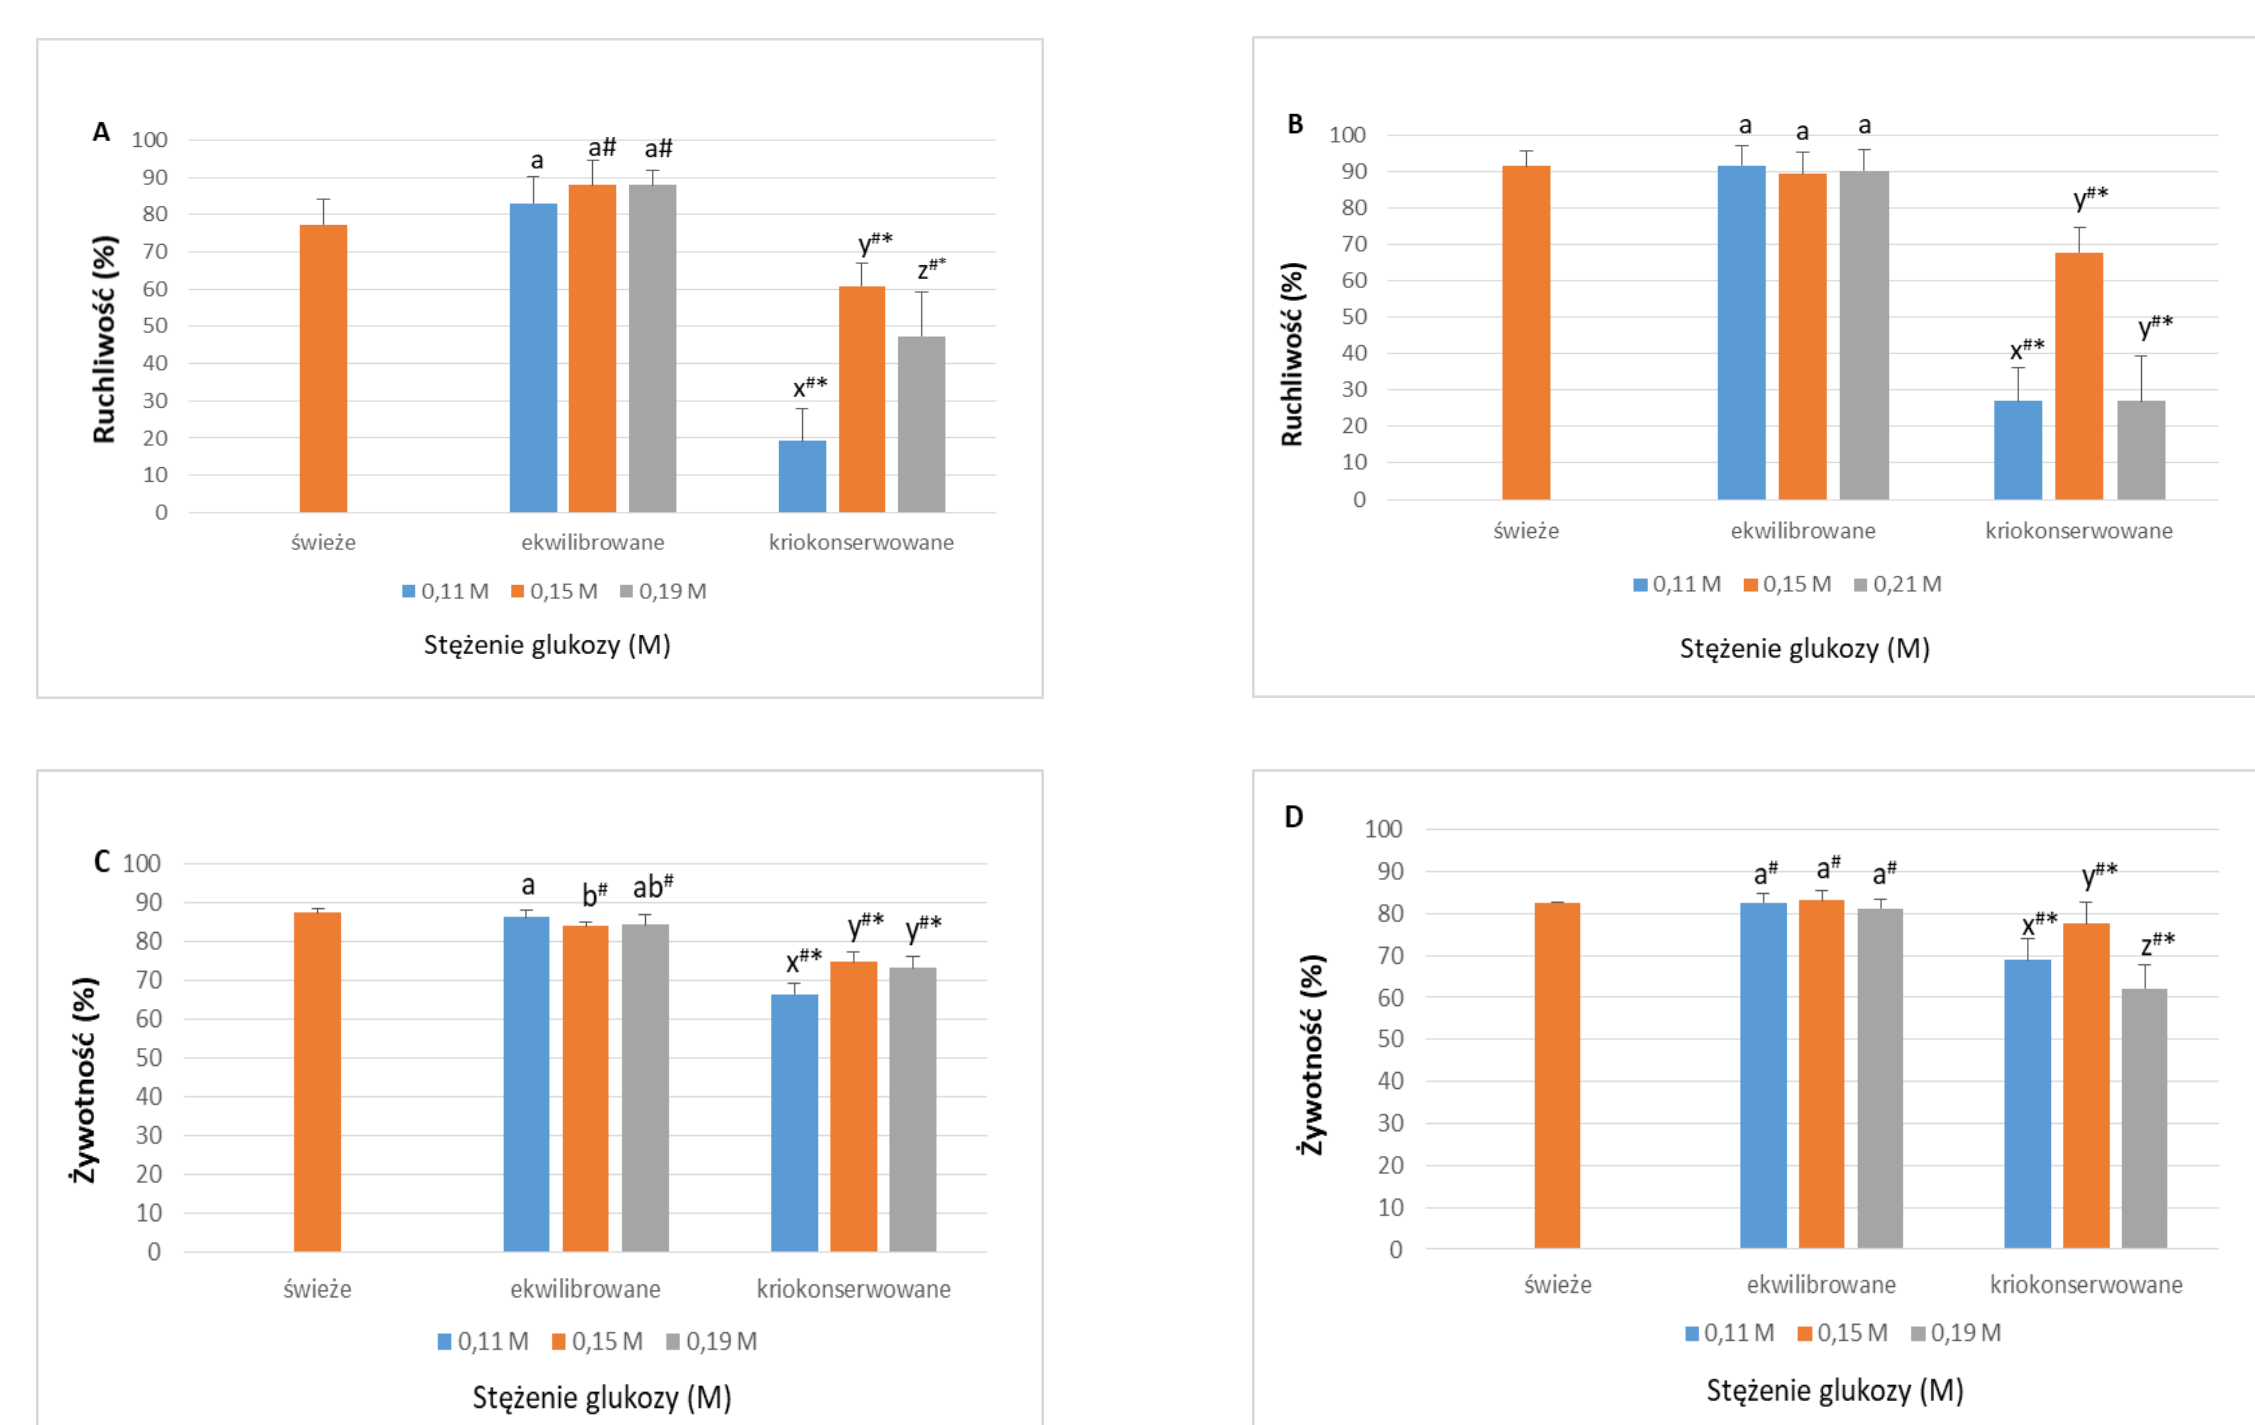 A
100
90
80
70
60
50
40
30
20
10
0
Ruchliwość (%)
a
a#
a#
x#*
y#*
z#*
świeże
ekwilibrowane
kriokonserwowane
0,11 M
0,15 M
0,19 M
Stężenie glukozy (M)
B
100
90
80
70
60
50
40
30
20
10
0
Ruchliwość (%)
a
a
a
x#*
y#*
y#*
świeże
ekwilibrowane
kriokonserwowane
0,11 M
0,15 M
0,21 M
Stężenie glukozy (M)
C
100
90
80
70
60
50
40
30
20
10
0
Żywotność (%)
a
b#
ab#
x#*
y#*
y#*
świeże
ekwilibrowane
kriokonserwowane
0,11 M
0,15 M
0,19 M
Stężenie glukozy (M)
D
100
90
80
70
60
50
40
30
20
10
0
Żywotność (%)
a#
a#
a#
x#*
y#*
z#*
świeże
ekwilibrowane
kriokonserwowane
0,11 M
0,15 M
0,19 M
Stężenie glukozy (M)